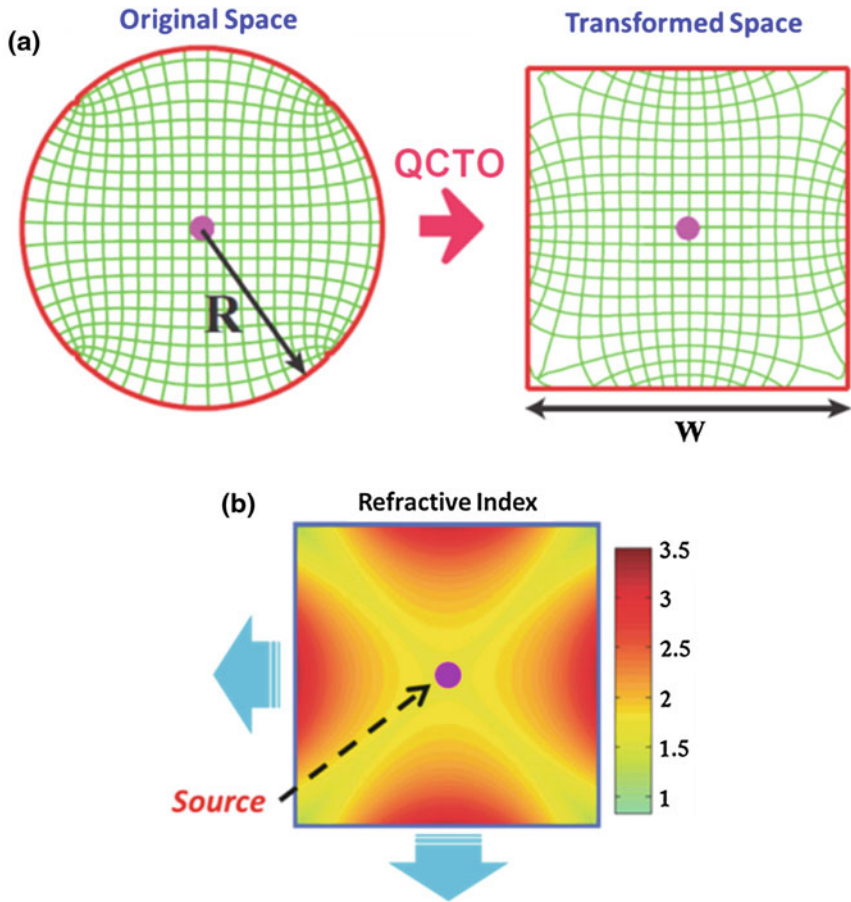 Original Space
Transformed Space
(a)
QCTO
R
w
(b)
Refractive Index
3.5
3
2.5
2
1.5
1
Source